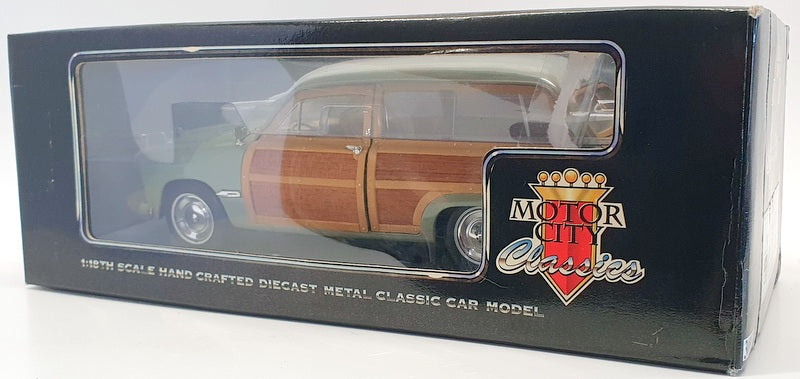 MOTOR
CITY
Classics
1:18TH SCALE HAND CRAFTED DIECAST METAL CLASSIC CAR MODEL